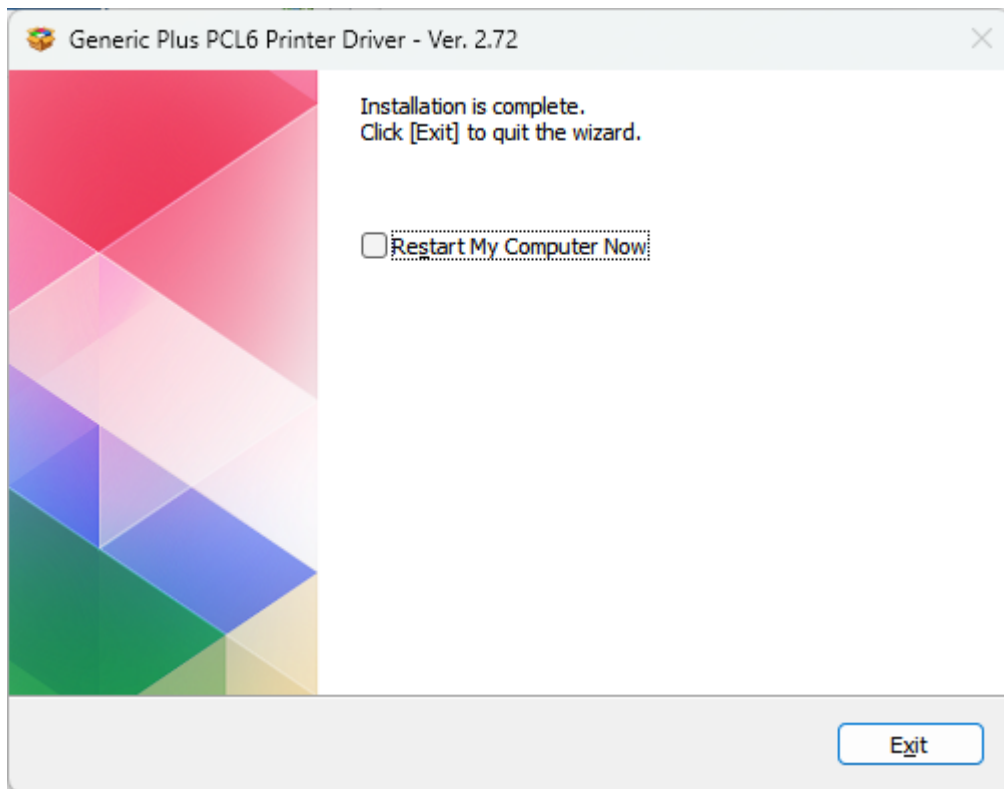 Generic Plus PCL6 Printer Driver - Ver. 2.72
Installation is complete.
Click [Exit] to quit the wizard.
Restart My Computer Now
Exit